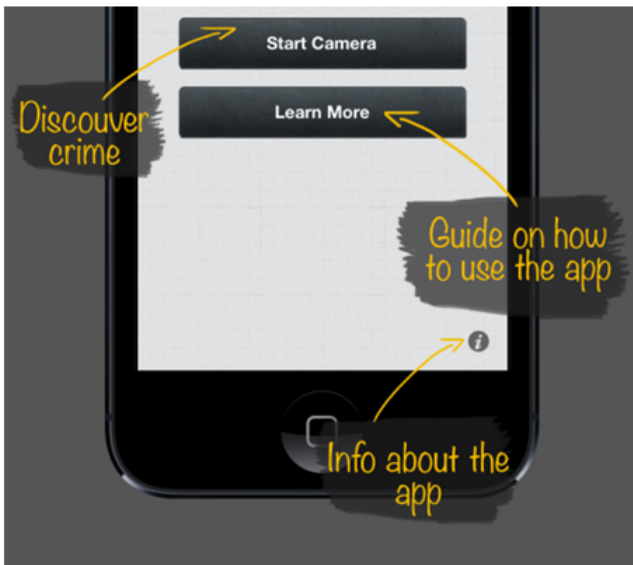 Start Camera
Discouver
crime
Learn More
Guide on how
to use the app
i
Info about the
app